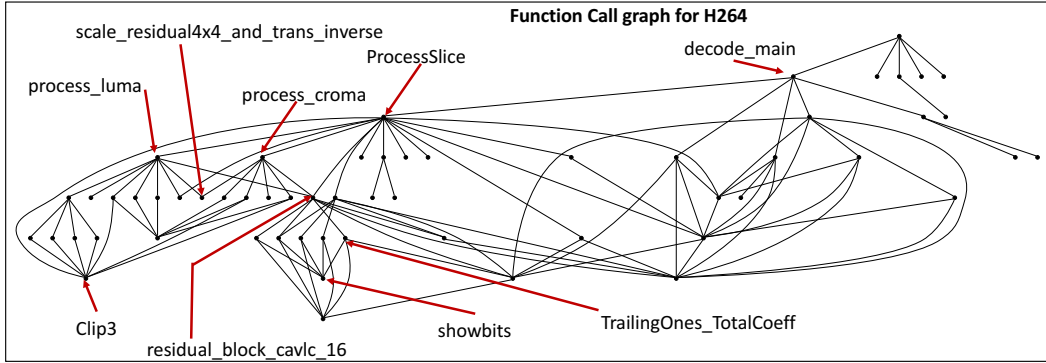 Function Call graph for H264
scale_residual4x4_and_trans_inverse
decode_main
ProcessSlice
process_luma
process_croma
Clip3
residual_block_cavlc_16
showbits
TrailingOnes_TotalCoeff